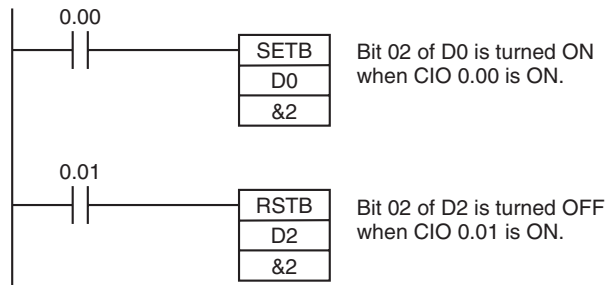 0.00
SETB
D0
&2
Bit 02 of D0 is turned ON
when CIO 0.00 is ON.
0.01
RSTB
D2
&2
Bit 02 of D2 is turned OFF
when CIO 0.01 is ON.